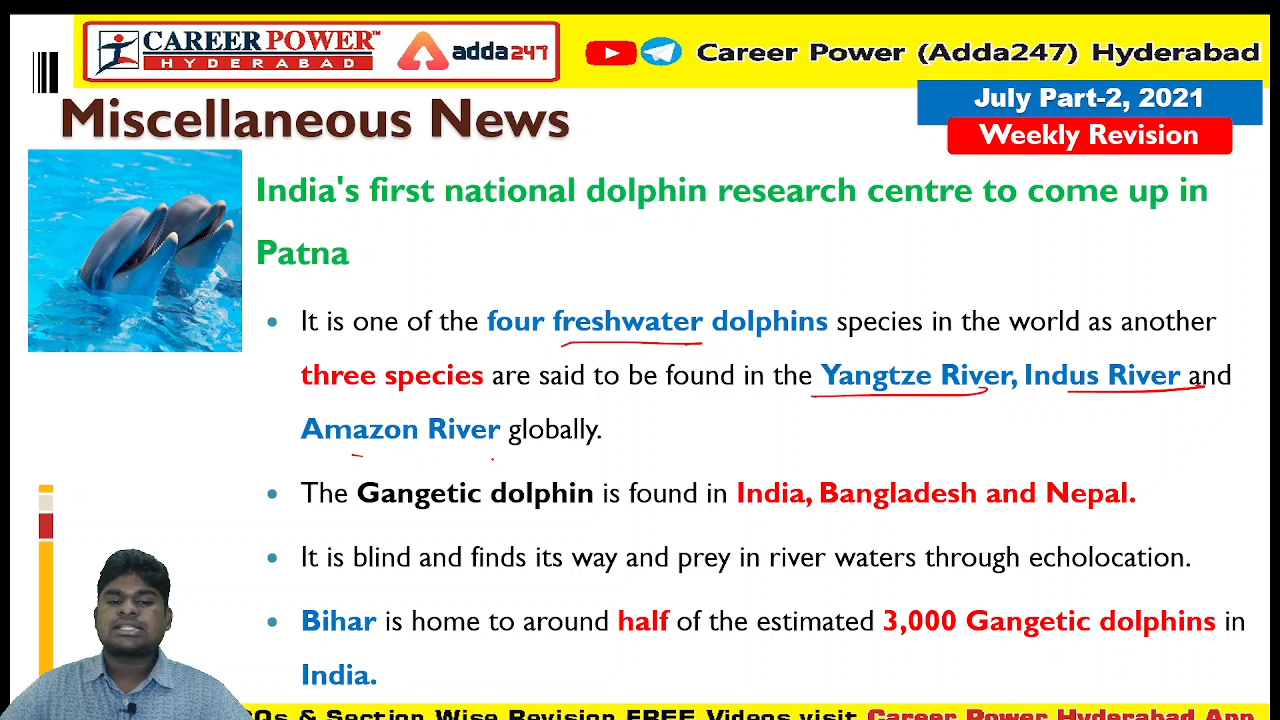 CAREER POWER™
HYDERABAD
adda247
Career Power (Adda247) Hyderabad
Miscellaneous News
July Part-2, 2021
Weekly Revision
India's first national dolphin research centre to come up in
Patna
• It is one of the four freshwater dolphins species in the world as another
three species are said to be found in the Yangtze River, Indus River and
Amazon River globally.
• The Gangetic dolphin is found in India, Bangladesh and Nepal.
• It is blind and finds its way and prey in river waters through echolocation.
• Bihar is home to around half of the estimated 3,000 Gangetic dolphins in
India.
& Section Wise Revision FREE Videos visit Career Power Hyderabad App